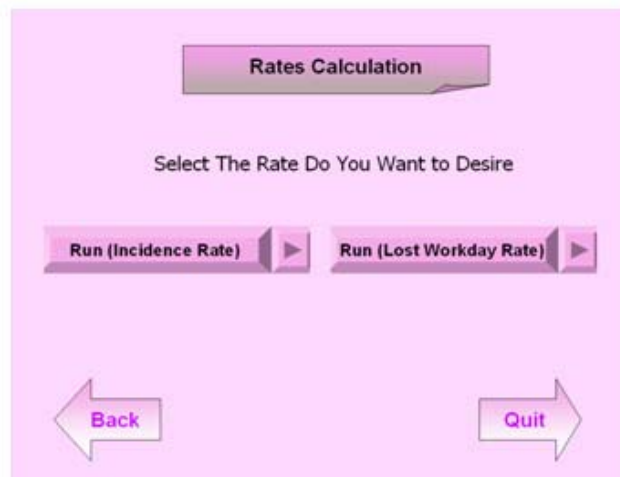 Rates Calculation
Select The Rate Do You Want to Desire
Run (Incidence Rate)
Run (Lost Workday Rate)
Back
Quit